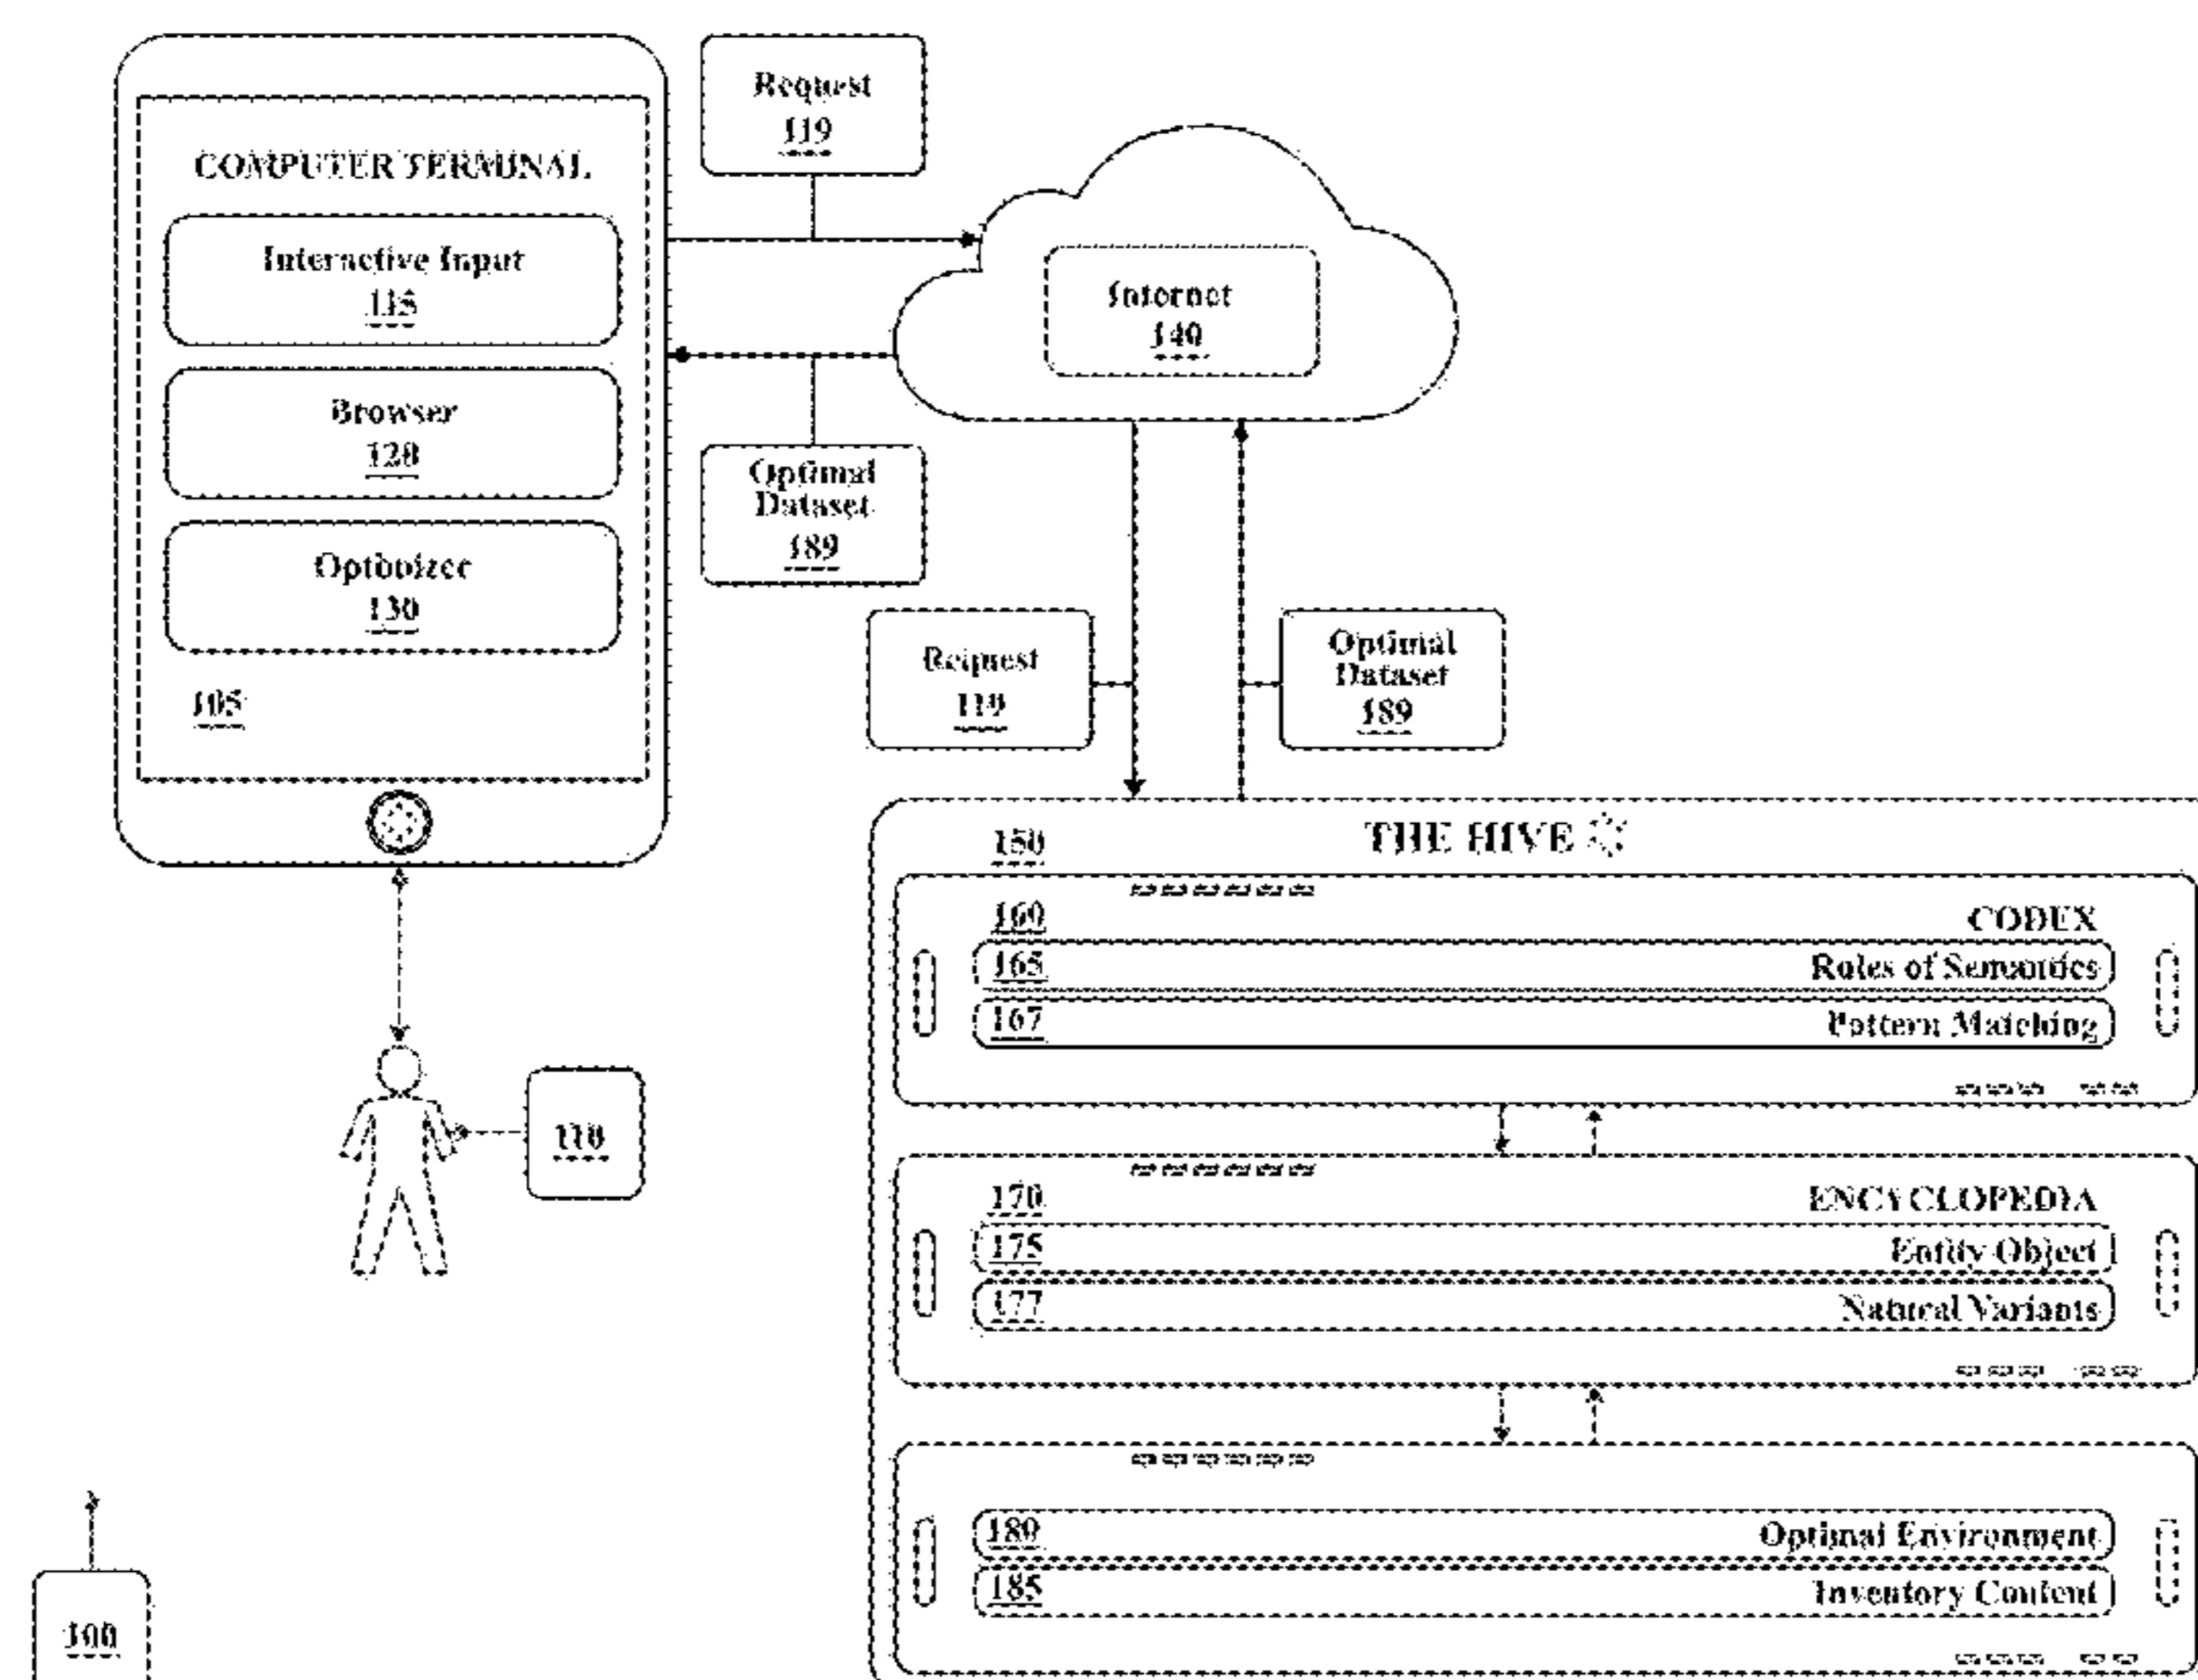 Request
119
COMPUTER TERMINAL
Interactive Input
115
Internet
140
Browser
120
Optimal
Dataset
189
Optimizer
130
Request
119
Optimal
Dataset
189
105
150
THE HIVE
160
CODEX
165
Rules of Semantics
167
Pattern Matching
110
170
ENCYCLOPEDIA
175
Entity Object
177
Natural Variants
180
Optimal Environment
185
Inventory Content
100